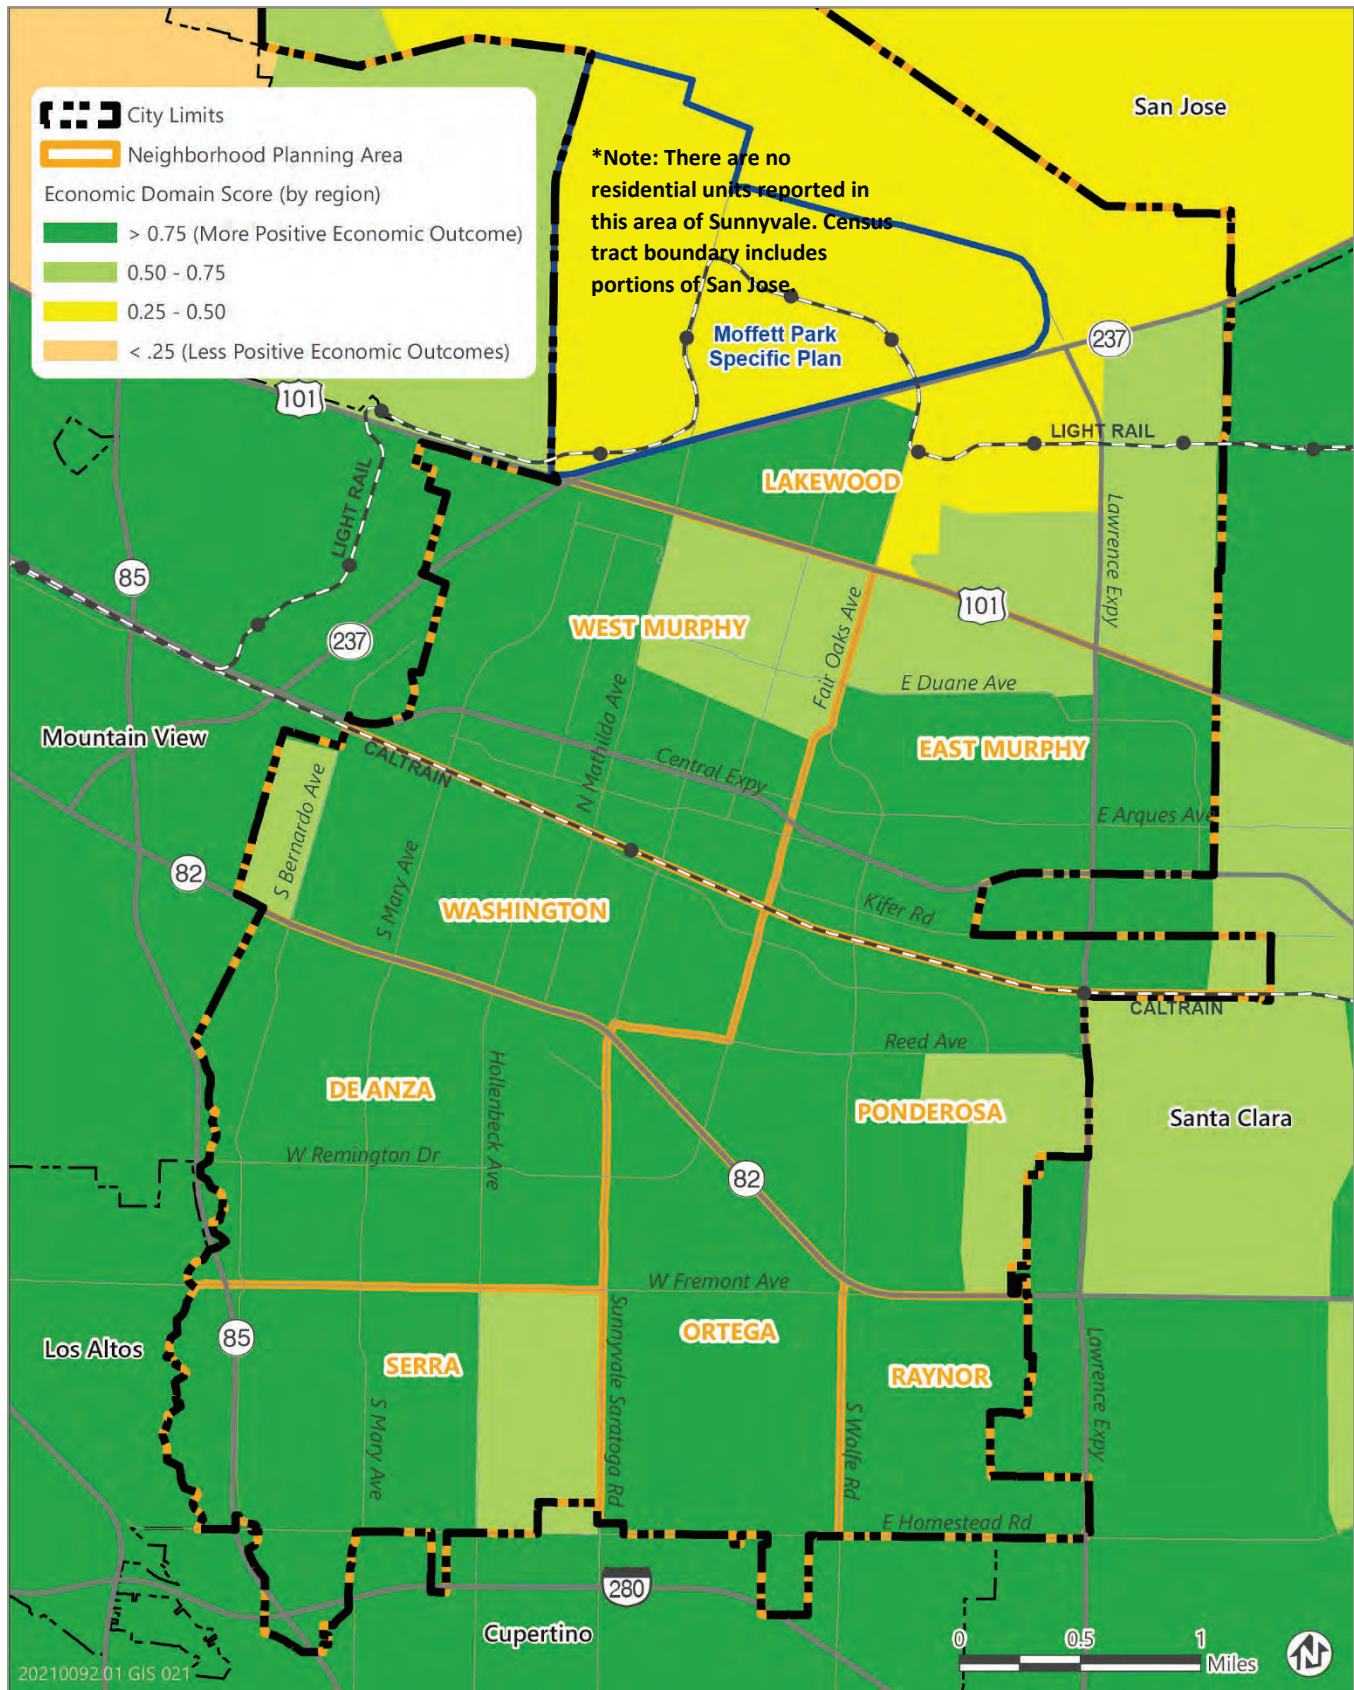 San Jose
City Limits
Neighborhood Planning Area
Economic Domain Score (by region)
> 0.75 (More Positive Economic Outcome)
0.50 - 0.75
0.25 - 0.50
< .25 (Less Positive Economic Outcomes)
*Note: There are no
residential units reported in
this area of Sunnyvale. Census
tract boundary includes
portions of San Jose.
Moffett Park
Specific Plan
237
101
LIGHT RAIL
LIGHT RAIL
LAKEWOOD
Lawrence Expy
85
101
237
WEST MURPHY
Fair Oaks Ave
E Duane Ave
Mountain View
CALTRAIN
N Mathilda Ave
Central Expy
EAST MURPHY
S Bernardo Ave
E Arques Ave
82
S Mary Ave
WASHINGTON
Kifer Rd
CALTRAIN
Reed Ave
DE ANZA
Hollenbeck Ave
PONDEROSA
Santa Clara
W Remington Dr
82
W Fremont Ave
85
Los Altos
SERRA
Sunnyvale Saratoga Rd
ORTEGA
RAYNOR
Lawrence Expy
S Mary Ave
S Wolfe Rd
E Homestead Rd
280
Cupertino
0 0.5 1
Miles
N
20210092.01 GIS 021